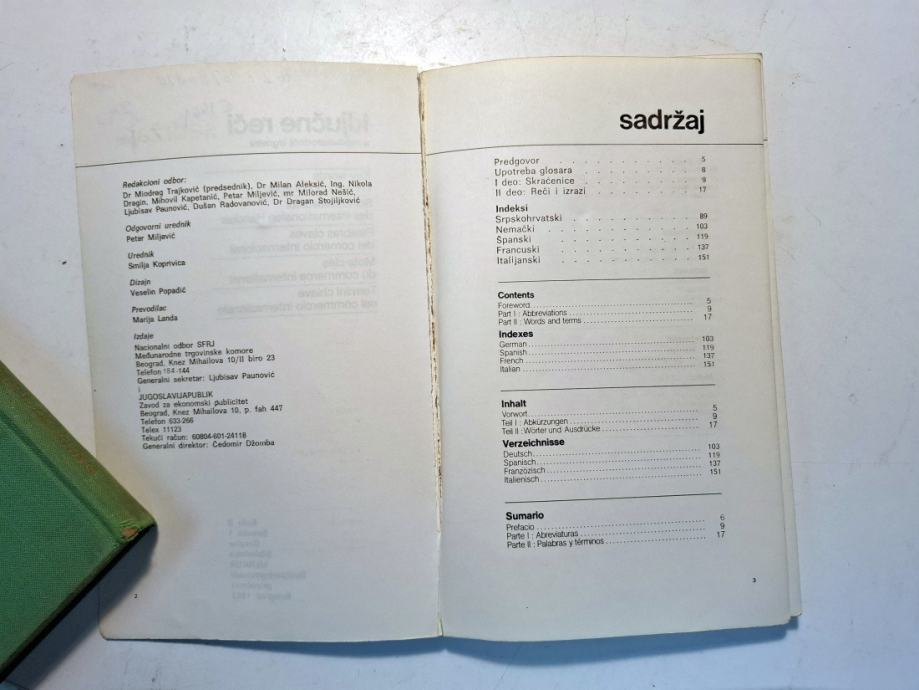 Redakcioni odbor:
Dr Miodrag Trajković (predsednik), Dr Milan Aleksić, Ing. Nikola
Dragin, Mihovil Kapetanić, Petar Miljević, mr Milorad Nešić,
Ljubisav Paunović, Dušan Radovanović, Dr Dragan Stojiljković
Odgovorni urednik
Petar Miljević
Urednik
Smilja Koprivica
Dizajn
Veselin Popadić
Prevodilac
Marija Landa
Izdaje
Nacionalni odbor SFRJ
Međunarodne trgovinske komore
Beograd, Knez Mihailova 10/II biro 23
Telefon 184-144
Generalni sekretar: Ljubisav Paunović
i
JUGOSLAVIJAPUBLIK
Zavod za ekonomski publicitet
Beograd, Knez Mihailova 10, p. fah 447
Telefon 633-266
Telex 11123
Tekući račun: 60804-601-24118
Generalni direktor: Čedomir Džomba
2
sadržaj
Predgovor . . . . . . . . 5
Upotreba glosara . . . . . . . 8
I deo: Skraćenice . . . . . . . 9
II deo: Reči i izrazi . . . . . . 17
Indeksi
Srpskohrvatski . . . . . . . 89
Nemački . . . . . . . . 103
Španski . . . . . . . . 119
Francuski . . . . . . . . 137
Italijanski . . . . . . . . 151
Contents
Foreword 5
Part I : Abbreviations 9
Part II : Words and terms 17
Indexes
German 103
Spanish 119
French 137
Italian 151
Inhalt
Vorwort 5
Teil I : Abkürzungen 9
Teil II : Wörter und Ausdrücke 17
Verzeichnisse
Deutsch 103
Spanisch 119
Französisch 137
Italienisch 151
Sumario
Prefacio 6
Parte I : Abreviaturas 9
Parte II : Palabras y términos 17
3